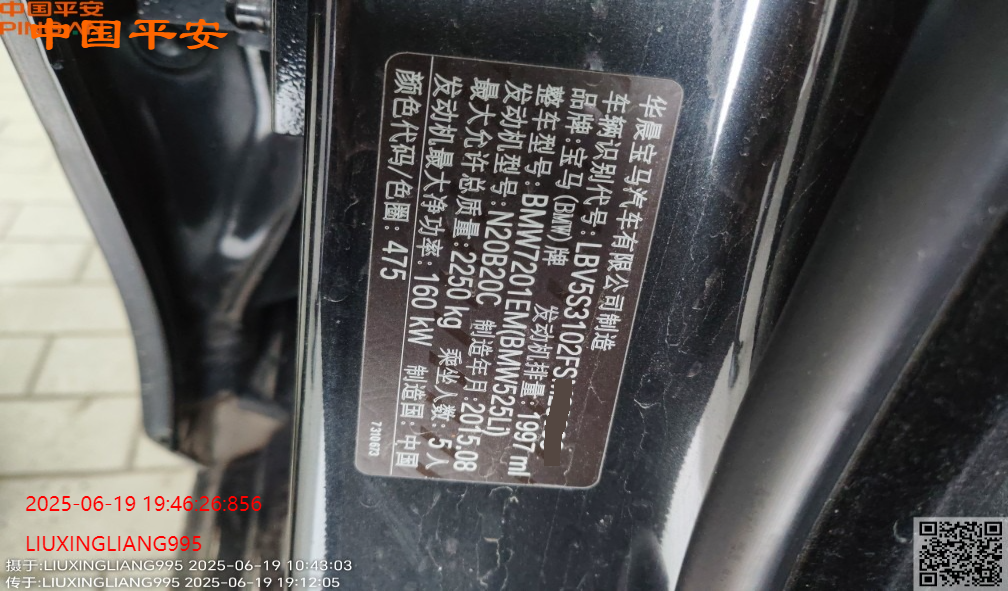 中国平安
中国平安
华晨宝马汽车有限公司制造
车辆识别代号: LBV5S3102FS
品牌: 宝马(BMW)牌
整车型号: BMW7201EM(BMW525Li)
发动机型号: N20B20C 发动机排量: 1997 ml
最大允许总质量: 2250 kg 制造年月: 2015.08
发动机最大净功率: 160 kW 乘坐人数: 5 人
颜色代码/色圈: 475 制造国: 中国
731673
2025-06-19 19:46:26:856
LIUXINGLIANG995
摄于:LIUXINGLIANG995 2025-06-19 10:43:03
传于:LIUXINGLIANG995 2025-06-19 19:12:05